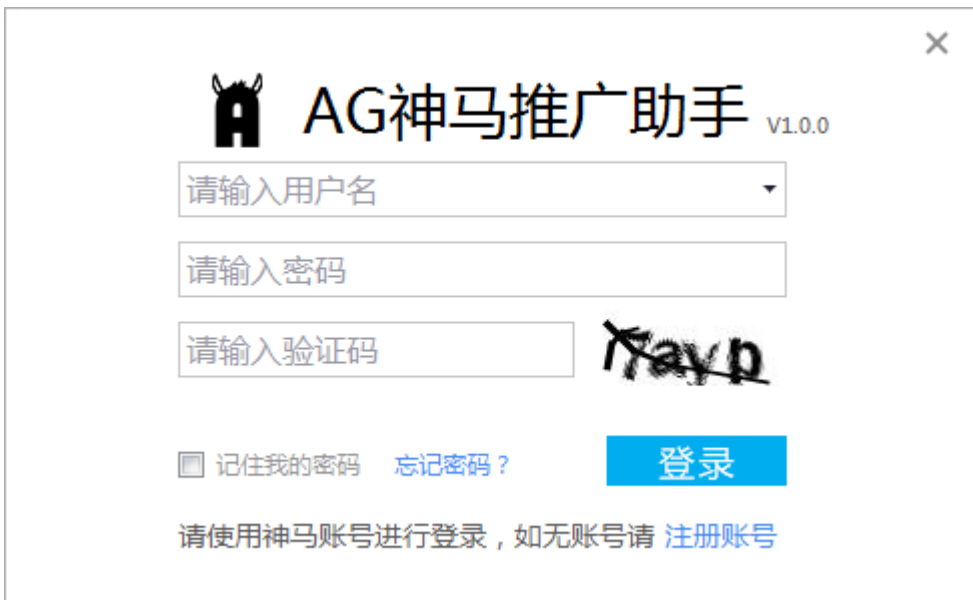 AG神马推广助手 V1.0.0
请输入用户名
请输入密码
请输入验证码
记住我的密码 忘记密码？ 登录
请使用神马账号进行登录，如无账号请 注册账号